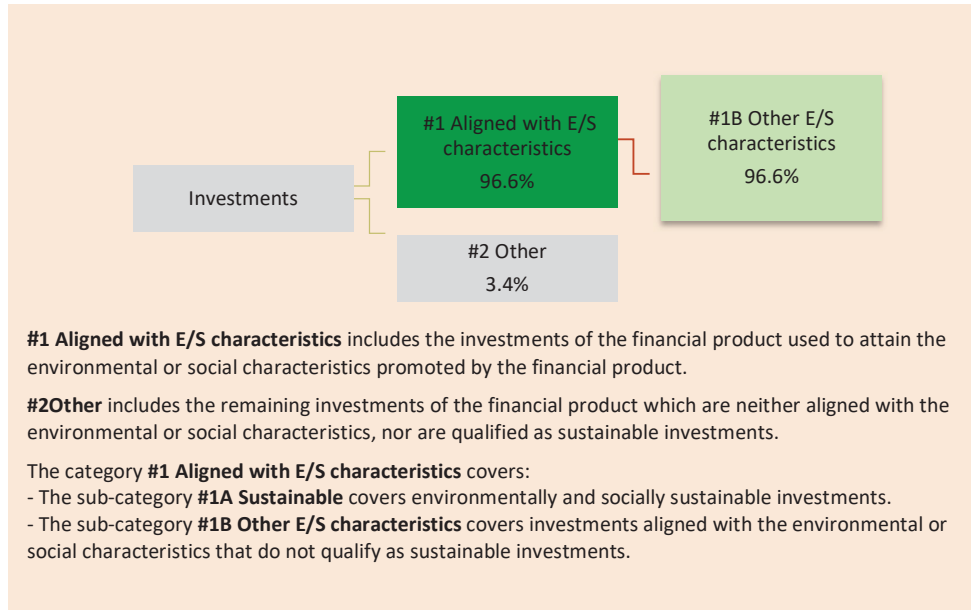 Investments
#1 Aligned with E/S
characteristics
96.6%
#1B Other E/S
characteristics
96.6%
#2 Other
3.4%
#1 Aligned with E/S characteristics includes the investments of the financial product used to attain the
environmental or social characteristics promoted by the financial product.
#2Other includes the remaining investments of the financial product which are neither aligned with the
environmental or social characteristics, nor are qualified as sustainable investments.
The category #1 Aligned with E/S characteristics covers:
- The sub-category #1A Sustainable covers environmentally and socially sustainable investments.
- The sub-category #1B Other E/S characteristics covers investments aligned with the environmental or
social characteristics that do not qualify as sustainable investments.